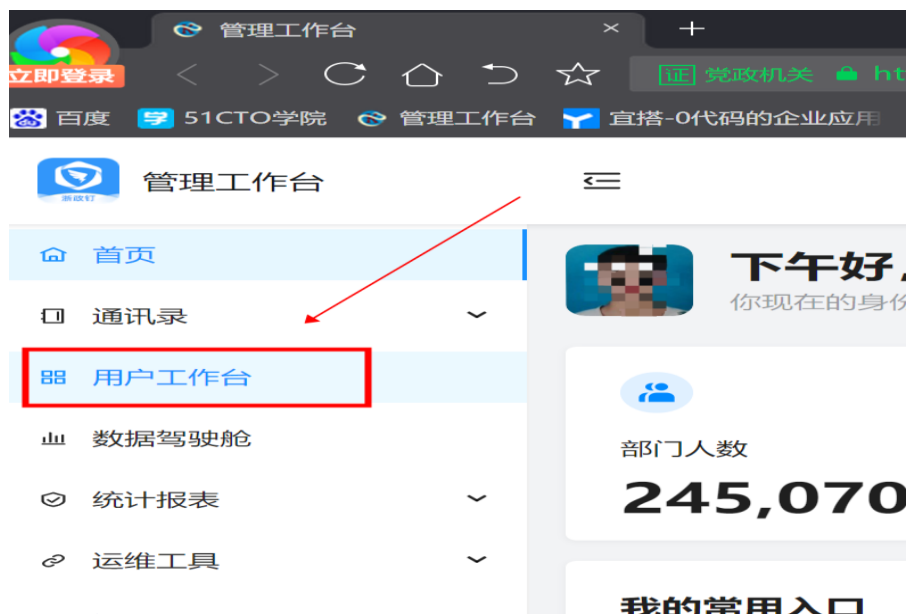 管理工作台
立即登录
证 党政机关 ht
百度 51CTO学院 管理工作台 宜搭-0代码的企业应用
浙政钉
管理工作台
首页
通讯录
用户工作台
数据驾驶舱
统计报表
运维工具
下午好,
你现在的身份
部门人数
245,070
我的常用入口